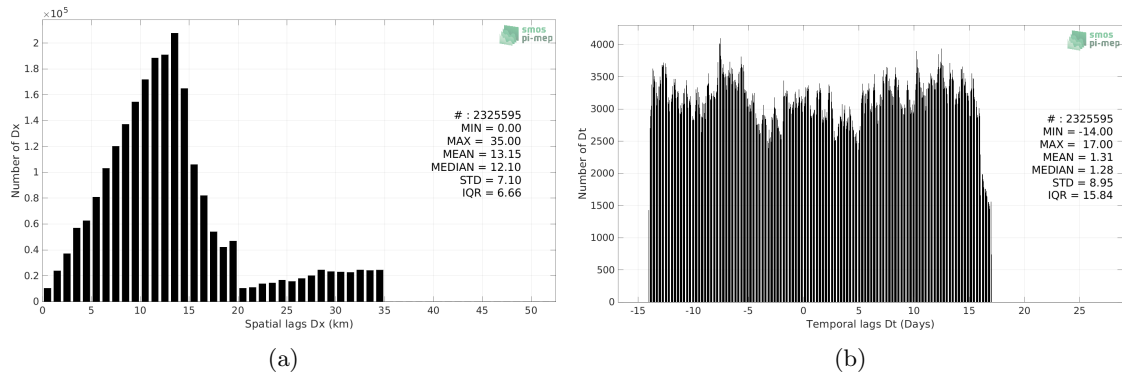 ×10⁵
smos
pi-mep
2
1.8
1.6
1.4
1.2
1
0.8
0.6
0.4
0.2
0
Number of Dx
# : 2325595
MIN = 0.00
MAX = 35.00
MEAN = 13.15
MEDIAN = 12.10
STD = 7.10
IQR = 6.66
0 5 10 15 20 25 30 35 40 45 50
Spatial lags Dx (km)
(a)
smos
pi-mep
4000
3500
3000
2500
2000
1500
1000
500
0
Number of Dt
# : 2325595
MIN = -14.00
MAX = 17.00
MEAN = 1.31
MEDIAN = 1.28
STD = 8.95
IQR = 15.84
-15 -10 -5 0 5 10 15 20 25
Temporal lags Dt (Days)
(b)